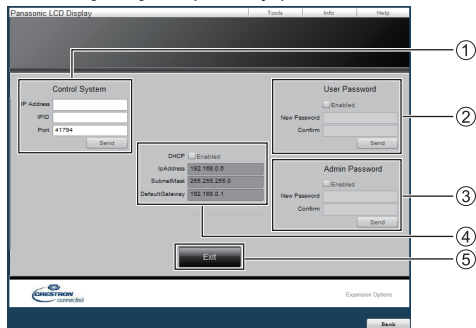 Panasonic LCD Display Tools Info Help
Control System
IP Address
IPID
Port 41794
Send
User Password
Enabled
New Password
Confirm
Send
Admin Password
Enabled
New Password
Confirm
Send
DHCP Enabled
IpAddress 192.168.0.6
SubnetMask 255.255.255.0
DefaultGateway 192.168.0.1
Exit
CRESTRON
connected
Expansion Options
Back
1
2
3
4
5